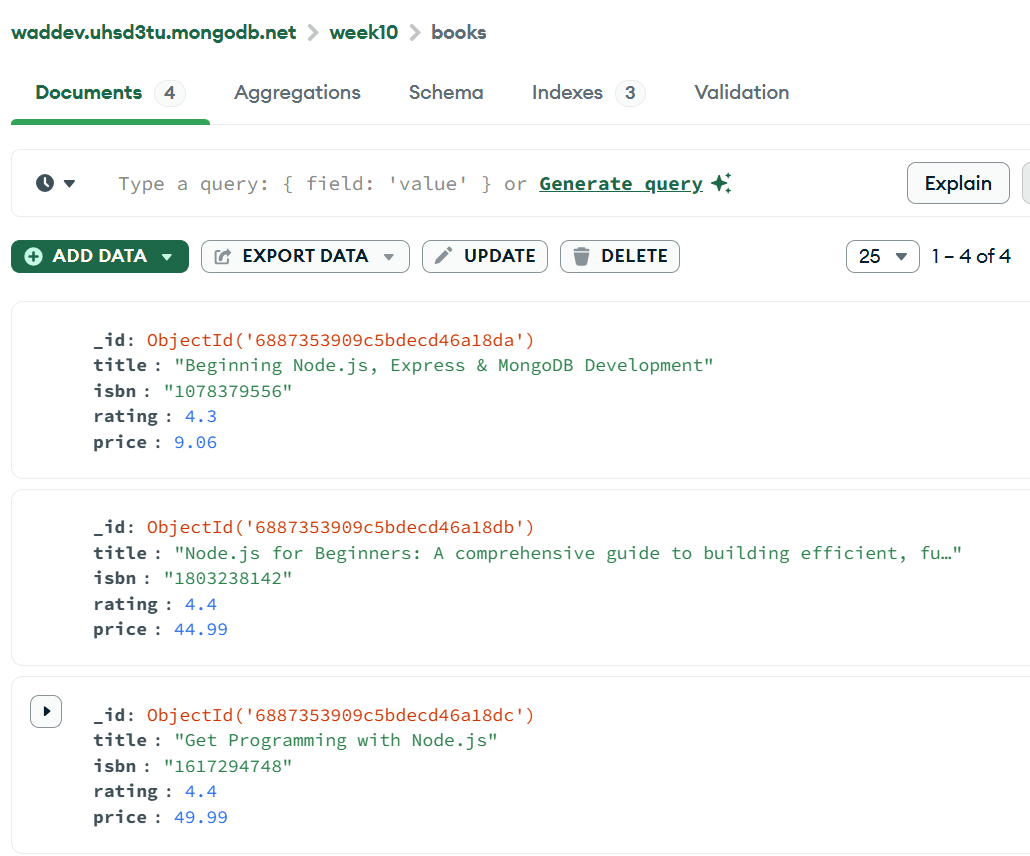 waddev.uhsd3tu.mongodb.net > week10 > books
Documents 4 Aggregations Schema Indexes 3 Validation
Type a query: { field: 'value' } or Generate query Explain
ADD DATA EXPORT DATA UPDATE DELETE 25 1 – 4 of 4
_id: ObjectId('6887353909c5bdecd46a18da')
title : "Beginning Node.js, Express & MongoDB Development"
isbn : "1078379556"
rating : 4.3
price : 9.06
_id: ObjectId('6887353909c5bdecd46a18db')
title : "Node.js for Beginners: A comprehensive guide to building efficient, fu…"
isbn : "1803238142"
rating : 4.4
price : 44.99
_id: ObjectId('6887353909c5bdecd46a18dc')
title : "Get Programming with Node.js"
isbn : "1617294748"
rating : 4.4
price : 49.99